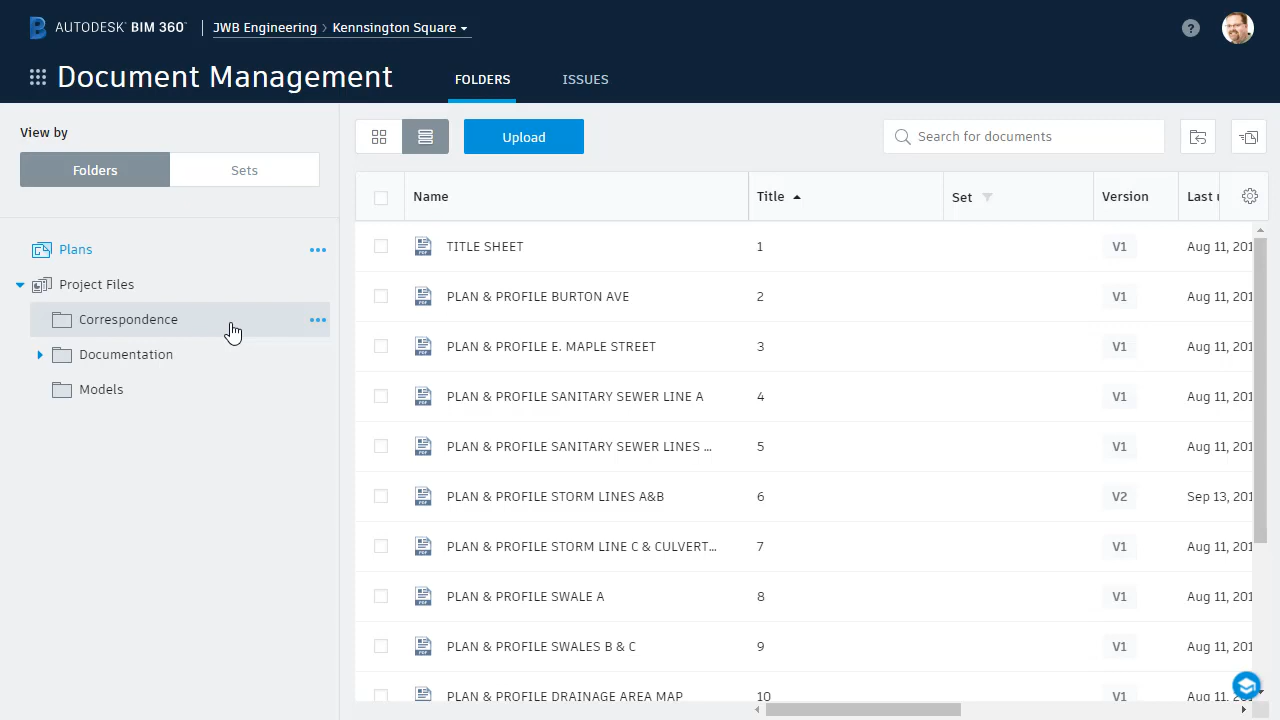 AUTODESK BIM 360 JWB Engineering > Kennsington Square
?
Document Management FOLDERS ISSUES
View by
Folders Sets
Upload
Search for documents
Plans
Project Files
Correspondence
Documentation
Models
Name Title Set Version Last u
TITLE SHEET 1 V1 Aug 11, 201
PLAN & PROFILE BURTON AVE 2 V1 Aug 11, 201
PLAN & PROFILE E. MAPLE STREET 3 V1 Aug 11, 201
PLAN & PROFILE SANITARY SEWER LINE A 4 V1 Aug 11, 201
PLAN & PROFILE SANITARY SEWER LINES ... 5 V1 Aug 11, 201
PLAN & PROFILE STORM LINES A&B 6 V2 Sep 13, 201
PLAN & PROFILE STORM LINE C & CULVERT... 7 V1 Aug 11, 201
PLAN & PROFILE SWALE A 8 V1 Aug 11, 201
PLAN & PROFILE SWALES B & C 9 V1 Aug 11, 201
PLAN & PROFILE DRAINAGE AREA MAP 10 V1 Aug 11, 201